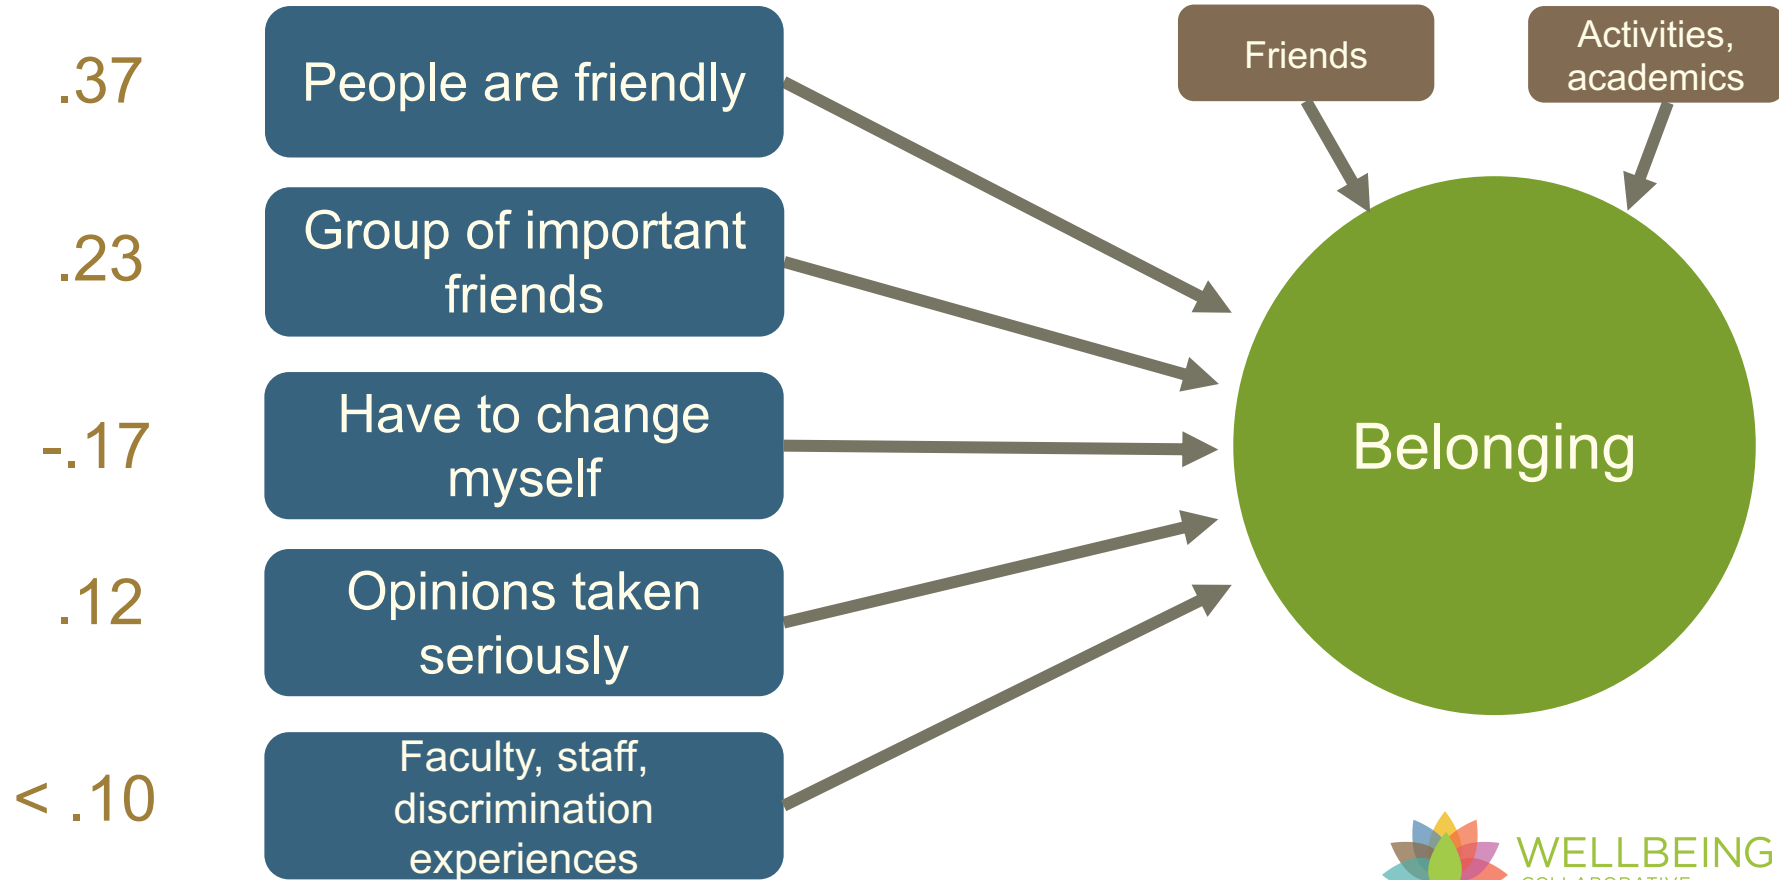 .37
People are friendly
Friends
Activities,
academics
.23
Group of important
friends
-.17
Have to change
myself
Belonging
.12
Opinions taken
seriously
< .10
Faculty, staff,
discrimination
experiences
WELLBEING
COLLABORATIVE